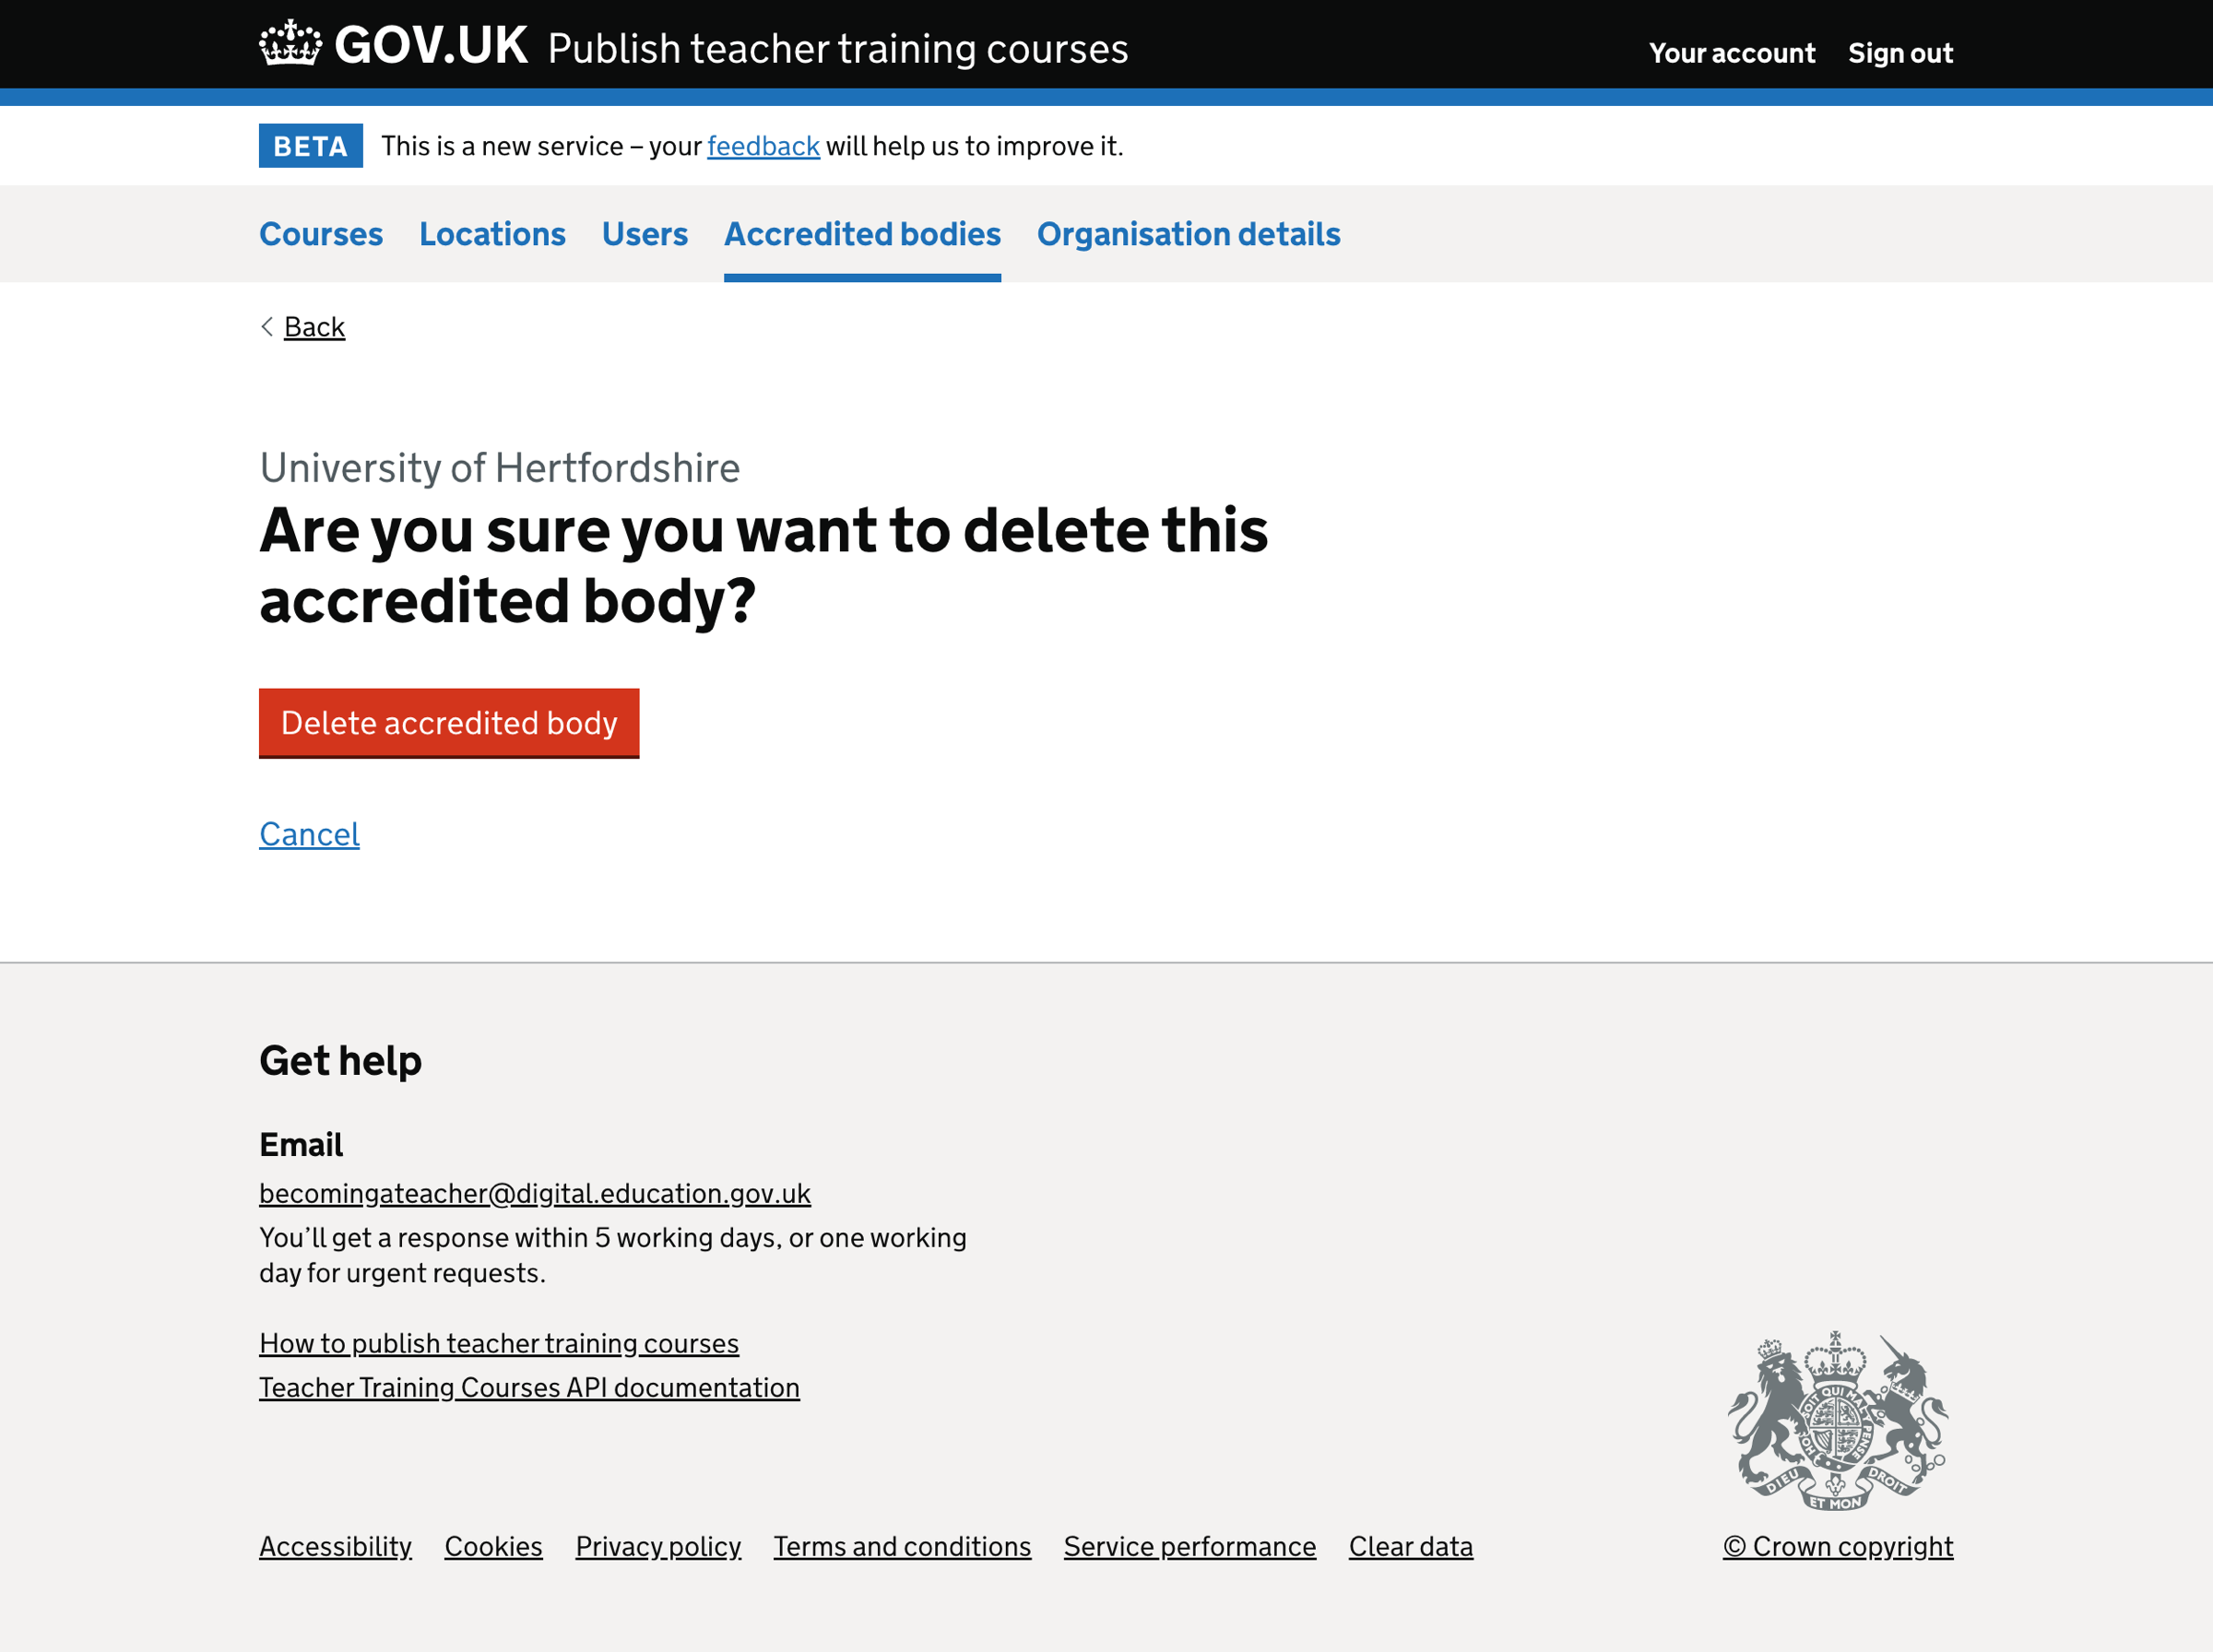 GOV.UK Publish teacher training courses
Your account Sign out
BETA This is a new service – your feedback will help us to improve it.
Courses Locations Users Accredited bodies Organisation details
Back
University of Hertfordshire
Are you sure you want to delete this
accredited body?
Delete accredited body
Cancel
Get help
Email
becomingateacher@digital.education.gov.uk
You’ll get a response within 5 working days, or one working
day for urgent requests.
How to publish teacher training courses
Teacher Training Courses API documentation
DIEU ET MON DROIT
Accessibility Cookies Privacy policy Terms and conditions Service performance Clear data
© Crown copyright